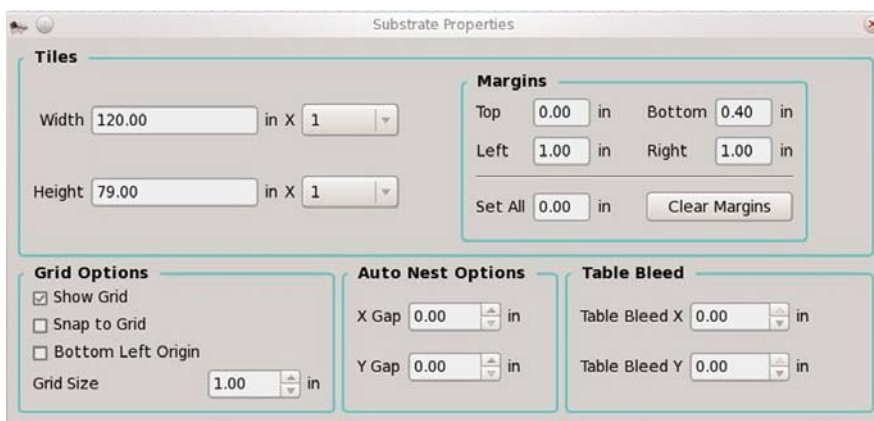 Substrate Properties
Tiles
Width 120.00 in X 1
Height 79.00 in X 1
Margins
Top 0.00 in Bottom 0.40 in
Left 1.00 in Right 1.00 in
Set All 0.00 in Clear Margins
Grid Options
Show Grid
Snap to Grid
Bottom Left Origin
Grid Size 1.00 in
Auto Nest Options
X Gap 0.00 in
Y Gap 0.00 in
Table Bleed
Table Bleed X 0.00 in
Table Bleed Y 0.00 in